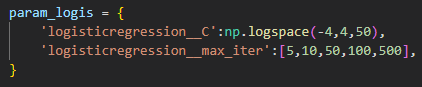 param_logis = {
    'logisticregression__C':np.logspace(-4,4,50),
    'logisticregression__max_iter':[5,10,50,100,500],
}